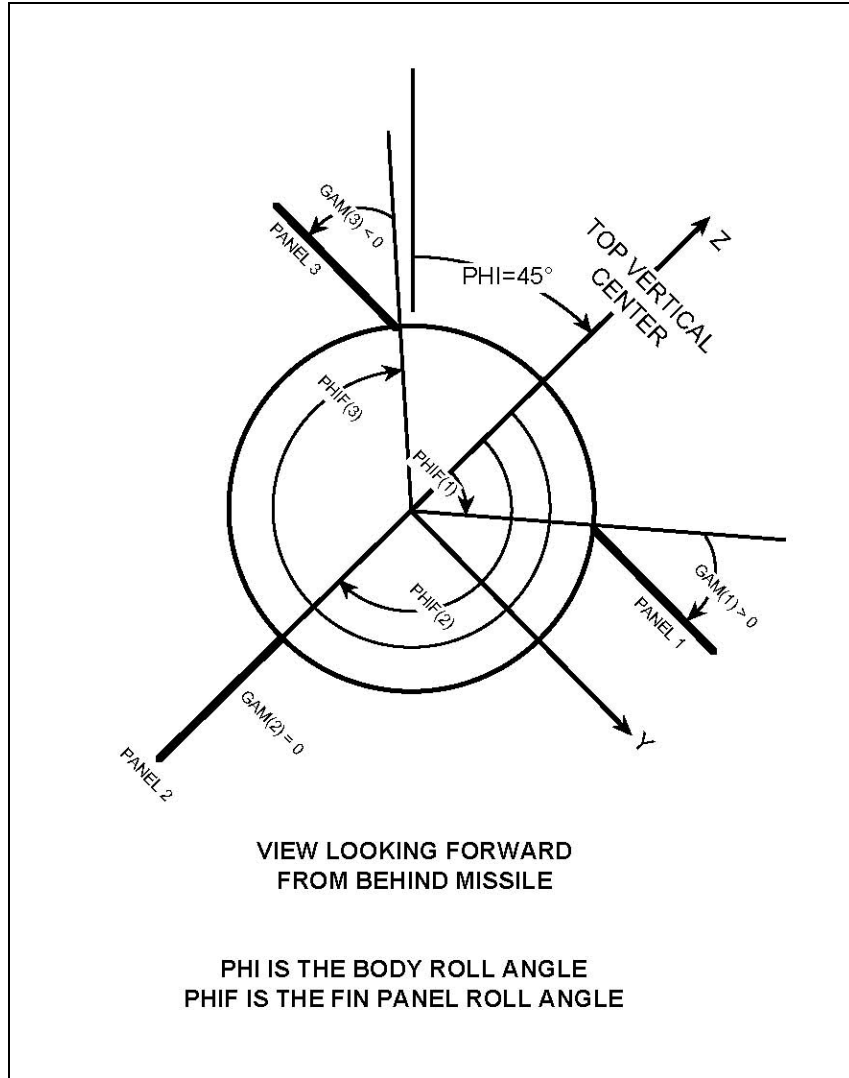 GAM(3) < 0
PANEL 3
PHI=45°
Z
TOP VERTICAL
CENTER
PHIF(3)
PHIF(1)
GAM(1) > 0
PANEL 1
PHIF(2)
GAM(2) = 0
Y
PANEL 2
VIEW LOOKING FORWARD
FROM BEHIND MISSILE
PHI IS THE BODY ROLL ANGLE
PHIF IS THE FIN PANEL ROLL ANGLE